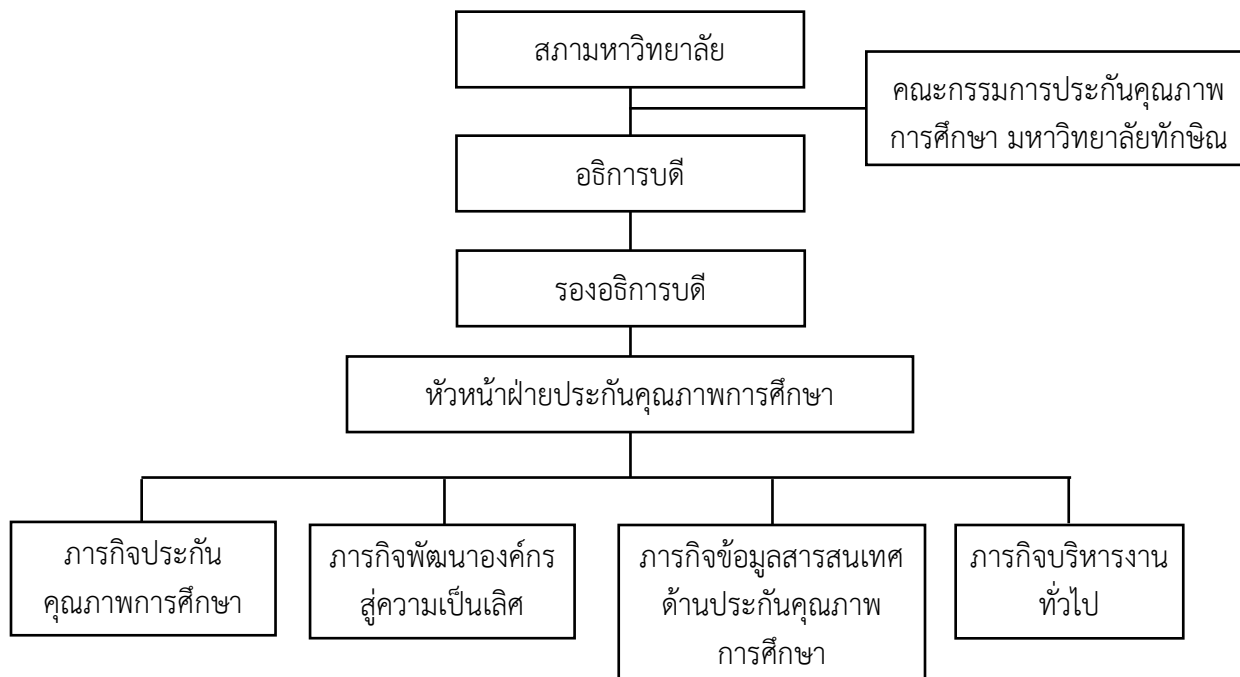 สภามหาวิทยาลัย
คณะกรรมการประกันคุณภาพ
การศึกษา มหาวิทยาลัยทักษิณ
อธิการบดี
รองอธิการบดี
หัวหน้าฝ่ายประกันคุณภาพการศึกษา
ภารกิจประกัน
คุณภาพการศึกษา
ภารกิจพัฒนาองค์กร
สู่ความเป็นเลิศ
ภารกิจข้อมูลสารสนเทศ
ด้านประกันคุณภาพ
การศึกษา
ภารกิจบริหารงาน
ทั่วไป